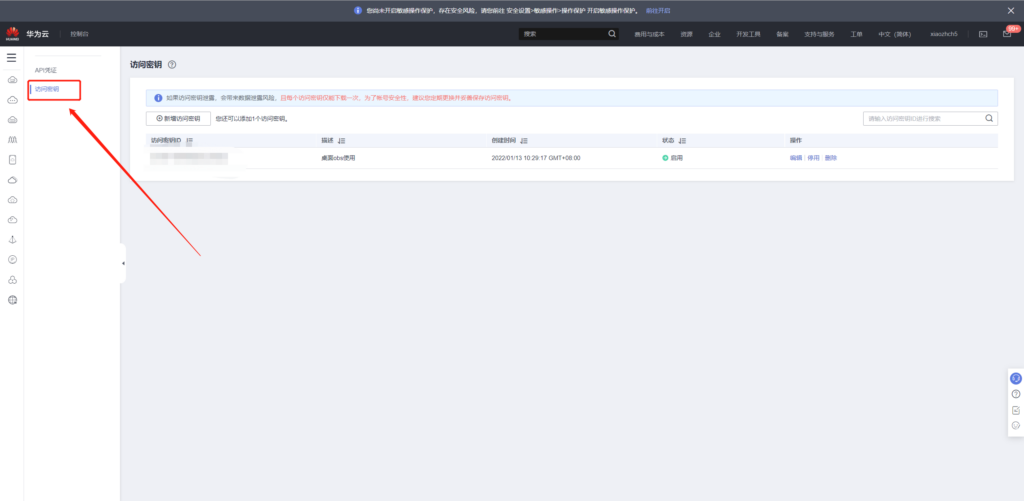 您尚未开启敏感操作保护，存在安全风险，请您前往 安全设置>敏感操作>操作保护 开启敏感操作保护。 前往开启
HUAWEI 华为云 控制台 搜索 费用与成本 资源 企业 开发工具 备案 支持与服务 工单 中文（简体） xiaozhch5 99+
API凭证
访问密钥
访问密钥
如果访问密钥泄露，会带来数据泄露风险，且每个访问密钥仅能下载一次，为了帐号安全性，建议您定期更换并妥善保存访问密钥。
新增访问密钥 您还可以添加1个访问密钥。 请输入访问密钥ID进行搜索
访问密钥ID 描述 创建时间 状态 操作
桌面obs使用 2022/01/13 10:29:17 GMT+08:00 启用 编辑 停用 删除